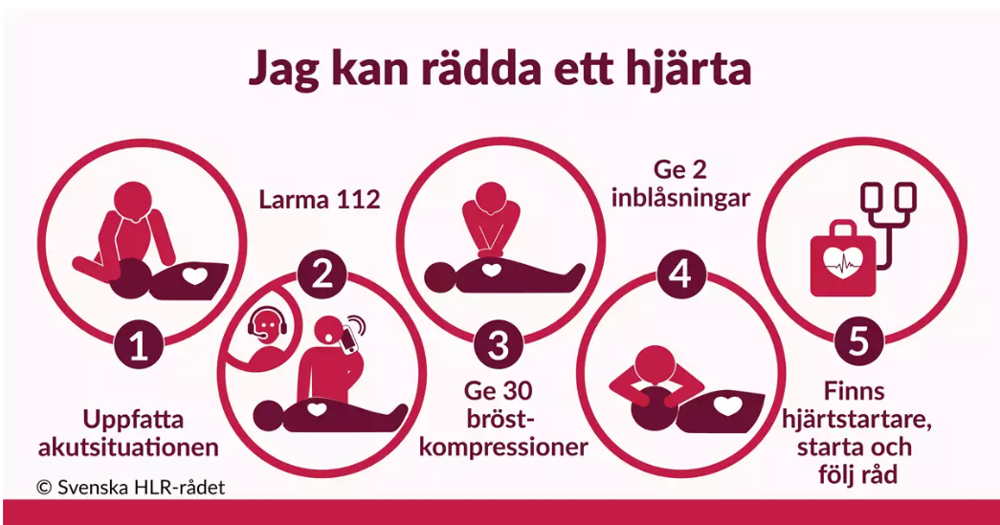 Jag kan rädda ett hjärta
1
Uppfatta
akutsituationen
Larma 112
2
3
Ge 30
bröst-
kompressioner
Ge 2
inblåsningar
4
5
Finns
hjärtstartare,
starta och
följ råd
© Svenska HLR-rådet